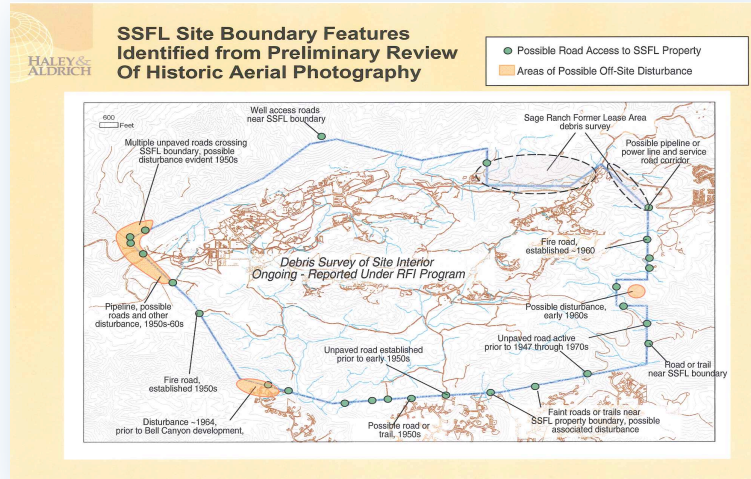 HALEY&
ALDRICH
SSFL Site Boundary Features
Identified from Preliminary Review
Of Historic Aerial Photography
Possible Road Access to SSFL Property
Areas of Possible Off-Site Disturbance
600
Feet
Well access roads
near SSFL boundary
Sage Ranch Former Lease Area
debris survey
Multiple unpaved roads crossing
SSFL boundary, possible
disturbance evident 1950s
Possible pipeline or
power line and service
road corridor
Fire road,
established ~1960
Debris Survey of Site Interior
Ongoing - Reported Under RFI Program
Pipeline, possible
roads and other
disturbance, 1950s-60s
Possible disturbance,
early 1960s
Unpaved road established
prior to early 1950s
Unpaved road active
prior to 1947 through 1970s
Road or trail
near SSFL boundary
Fire road,
established 1950s
Disturbance ~1964,
prior to Bell Canyon development,
Possible road or
trail, 1950s
Faint roads or trails near
SSFL property boundary, possible
associated disturbance